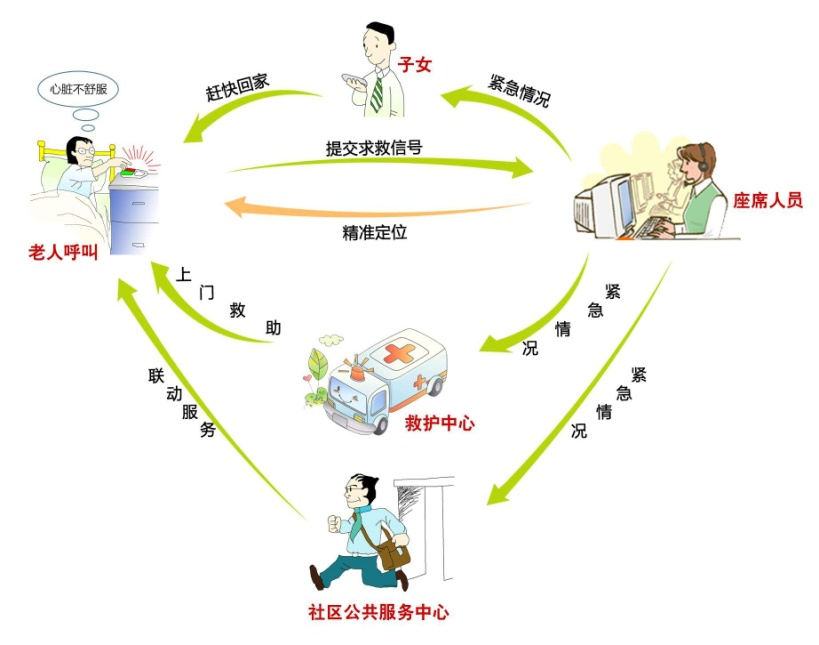 子女
赶快回家
紧急情况
心脏不舒服
提交求救信号
座席人员
精准定位
老人呼叫
上门救助
紧急情况
联动服务
紧急情况
救护中心
社区公共服务中心